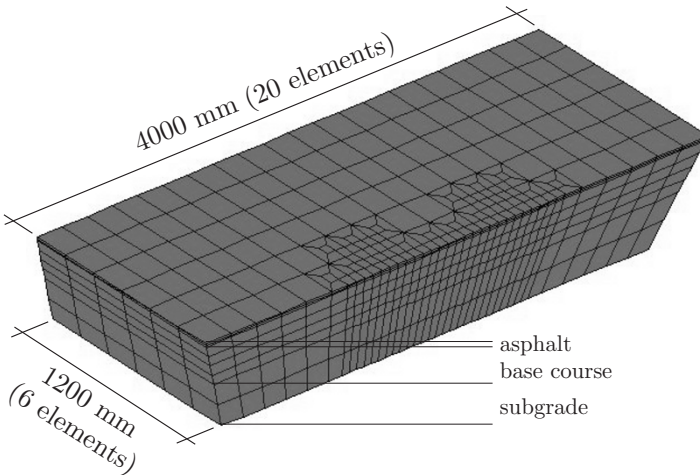 4000 mm (20 elements)
asphalt
base course
subgrade
1200 mm
(6 elements)